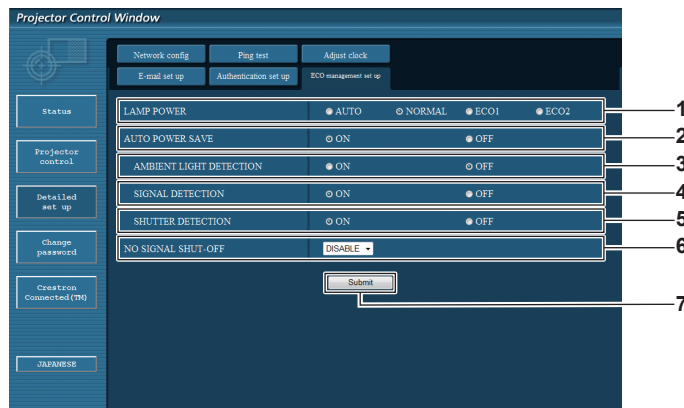 Projector Control Window
Network config Ping test Adjust clock
E-mail set up Authentication set up ECO management set up
Status
Projector
control
Detailed
set up
Change
password
Crestron
Connected(TM)
JAPANESE
LAMP POWER AUTO NORMAL ECO1 ECO2 1
AUTO POWER SAVE ON OFF 2
AMBIENT LIGHT DETECTION ON OFF 3
SIGNAL DETECTION ON OFF 4
SHUTTER DETECTION ON OFF 5
NO SIGNAL SHUT-OFF DISABLE 6
Submit 7